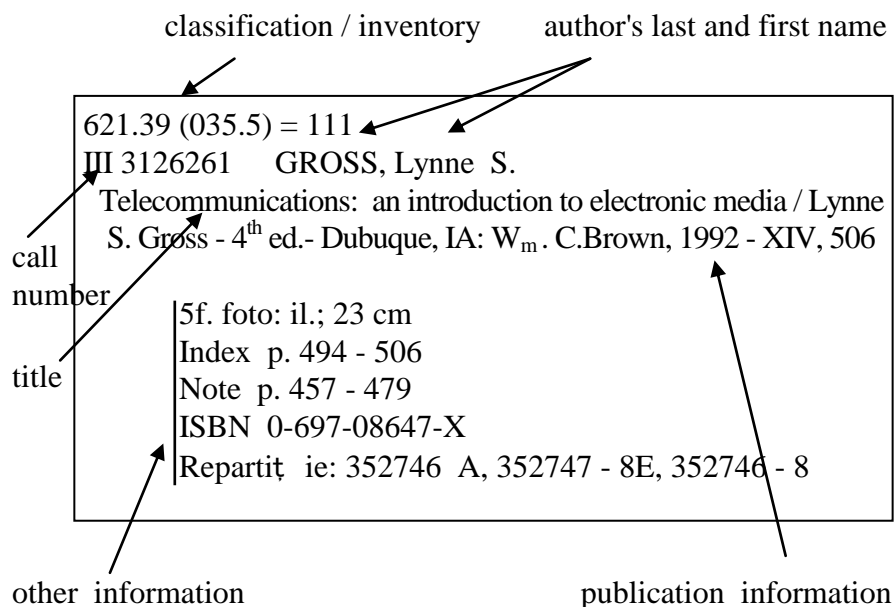 classification / inventory author's last and first name
621.39 (035.5) = 111
III 3126261 GROSS, Lynne S.
Telecommunications: an introduction to electronic media / Lynne
S. Gross - 4th ed.- Dubuque, IA: Wm . C.Brown, 1992 - XIV, 506
call
number
5f. foto: il.; 23 cm
Index p. 494 - 506
title
Note p. 457 - 479
ISBN 0-697-08647-X
Repartiț ie: 352746 A, 352747 - 8E, 352746 - 8
other information publication information